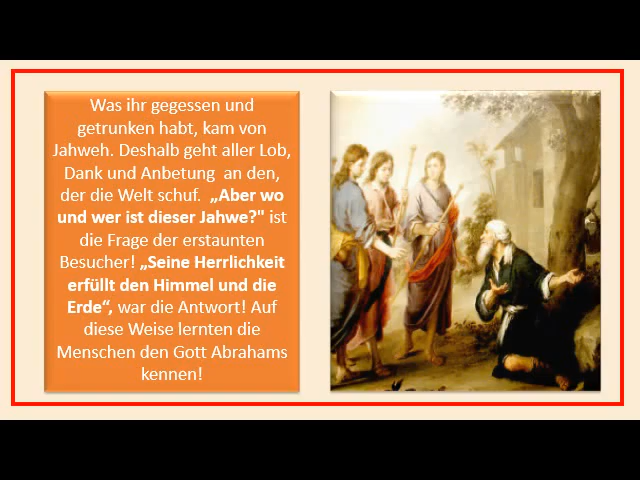 Was ihr gegessen und
getrunken habt, kam von
Jahweh. Deshalb geht aller Lob,
Dank und Anbetung an den,
der die Welt schuf. „Aber wo
und wer ist dieser Jahwe?" ist
die Frage der erstaunten
Besucher! „Seine Herrlichkeit
erfüllt den Himmel und die
Erde“, war die Antwort! Auf
diese Weise lernten die
Menschen den Gott Abrahams
kennen!